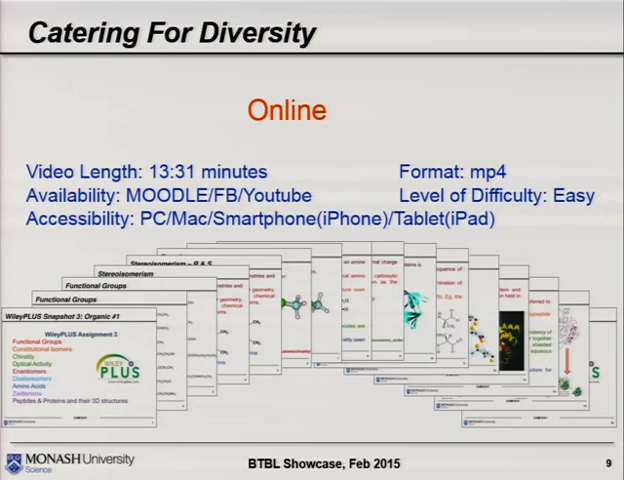 Catering For Diversity
Online
Video Length: 13:31 minutes
Format: mp4
Availability: MOODLE/FB/Youtube
Level of Difficulty: Easy
Accessibility: PC/Mac/Smartphone(iPhone)/Tablet(iPad)
Stereoisomerism – R & S
Stereoisomerism
Functional Groups
Functional Groups
WileyPLUS Snapshot 3: Organic #1
WileyPLUS Assignment 3
Functional Groups
Constitutional Isomers
Chirality
Optical Activity
Enantiomers
Diastereomers
Amino Acids
Zwitterions
Peptides & Proteins and their 3D structures
WILEY
PLUS
MONASH University
Science
BTBL Showcase, Feb 2015
9